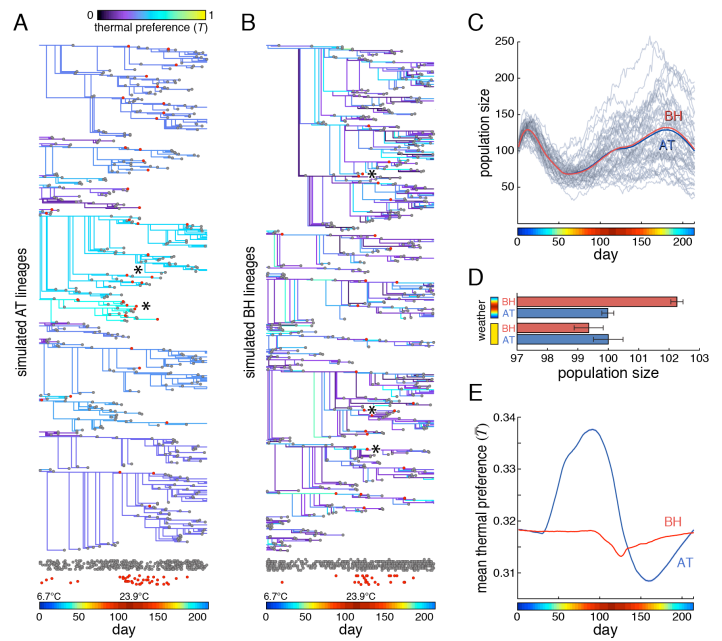 A
0
1
thermal preference (T)
simulated AT lineages
*
*
6.7°C
23.9°C
0
50
100
150
200
day
B
simulated BH lineages
*
*
*
6.7°C
23.9°C
0
50
100
150
200
day
C
population size
250
200
150
100
50
BH
AT
0
50
100
150
200
day
D
weather
BH
AT
BH
AT
97
98
99
100
101
102
103
population size
E
mean thermal preference (T̄)
0.34
0.33
0.32
0.31
BH
AT
0
50
100
150
200
day